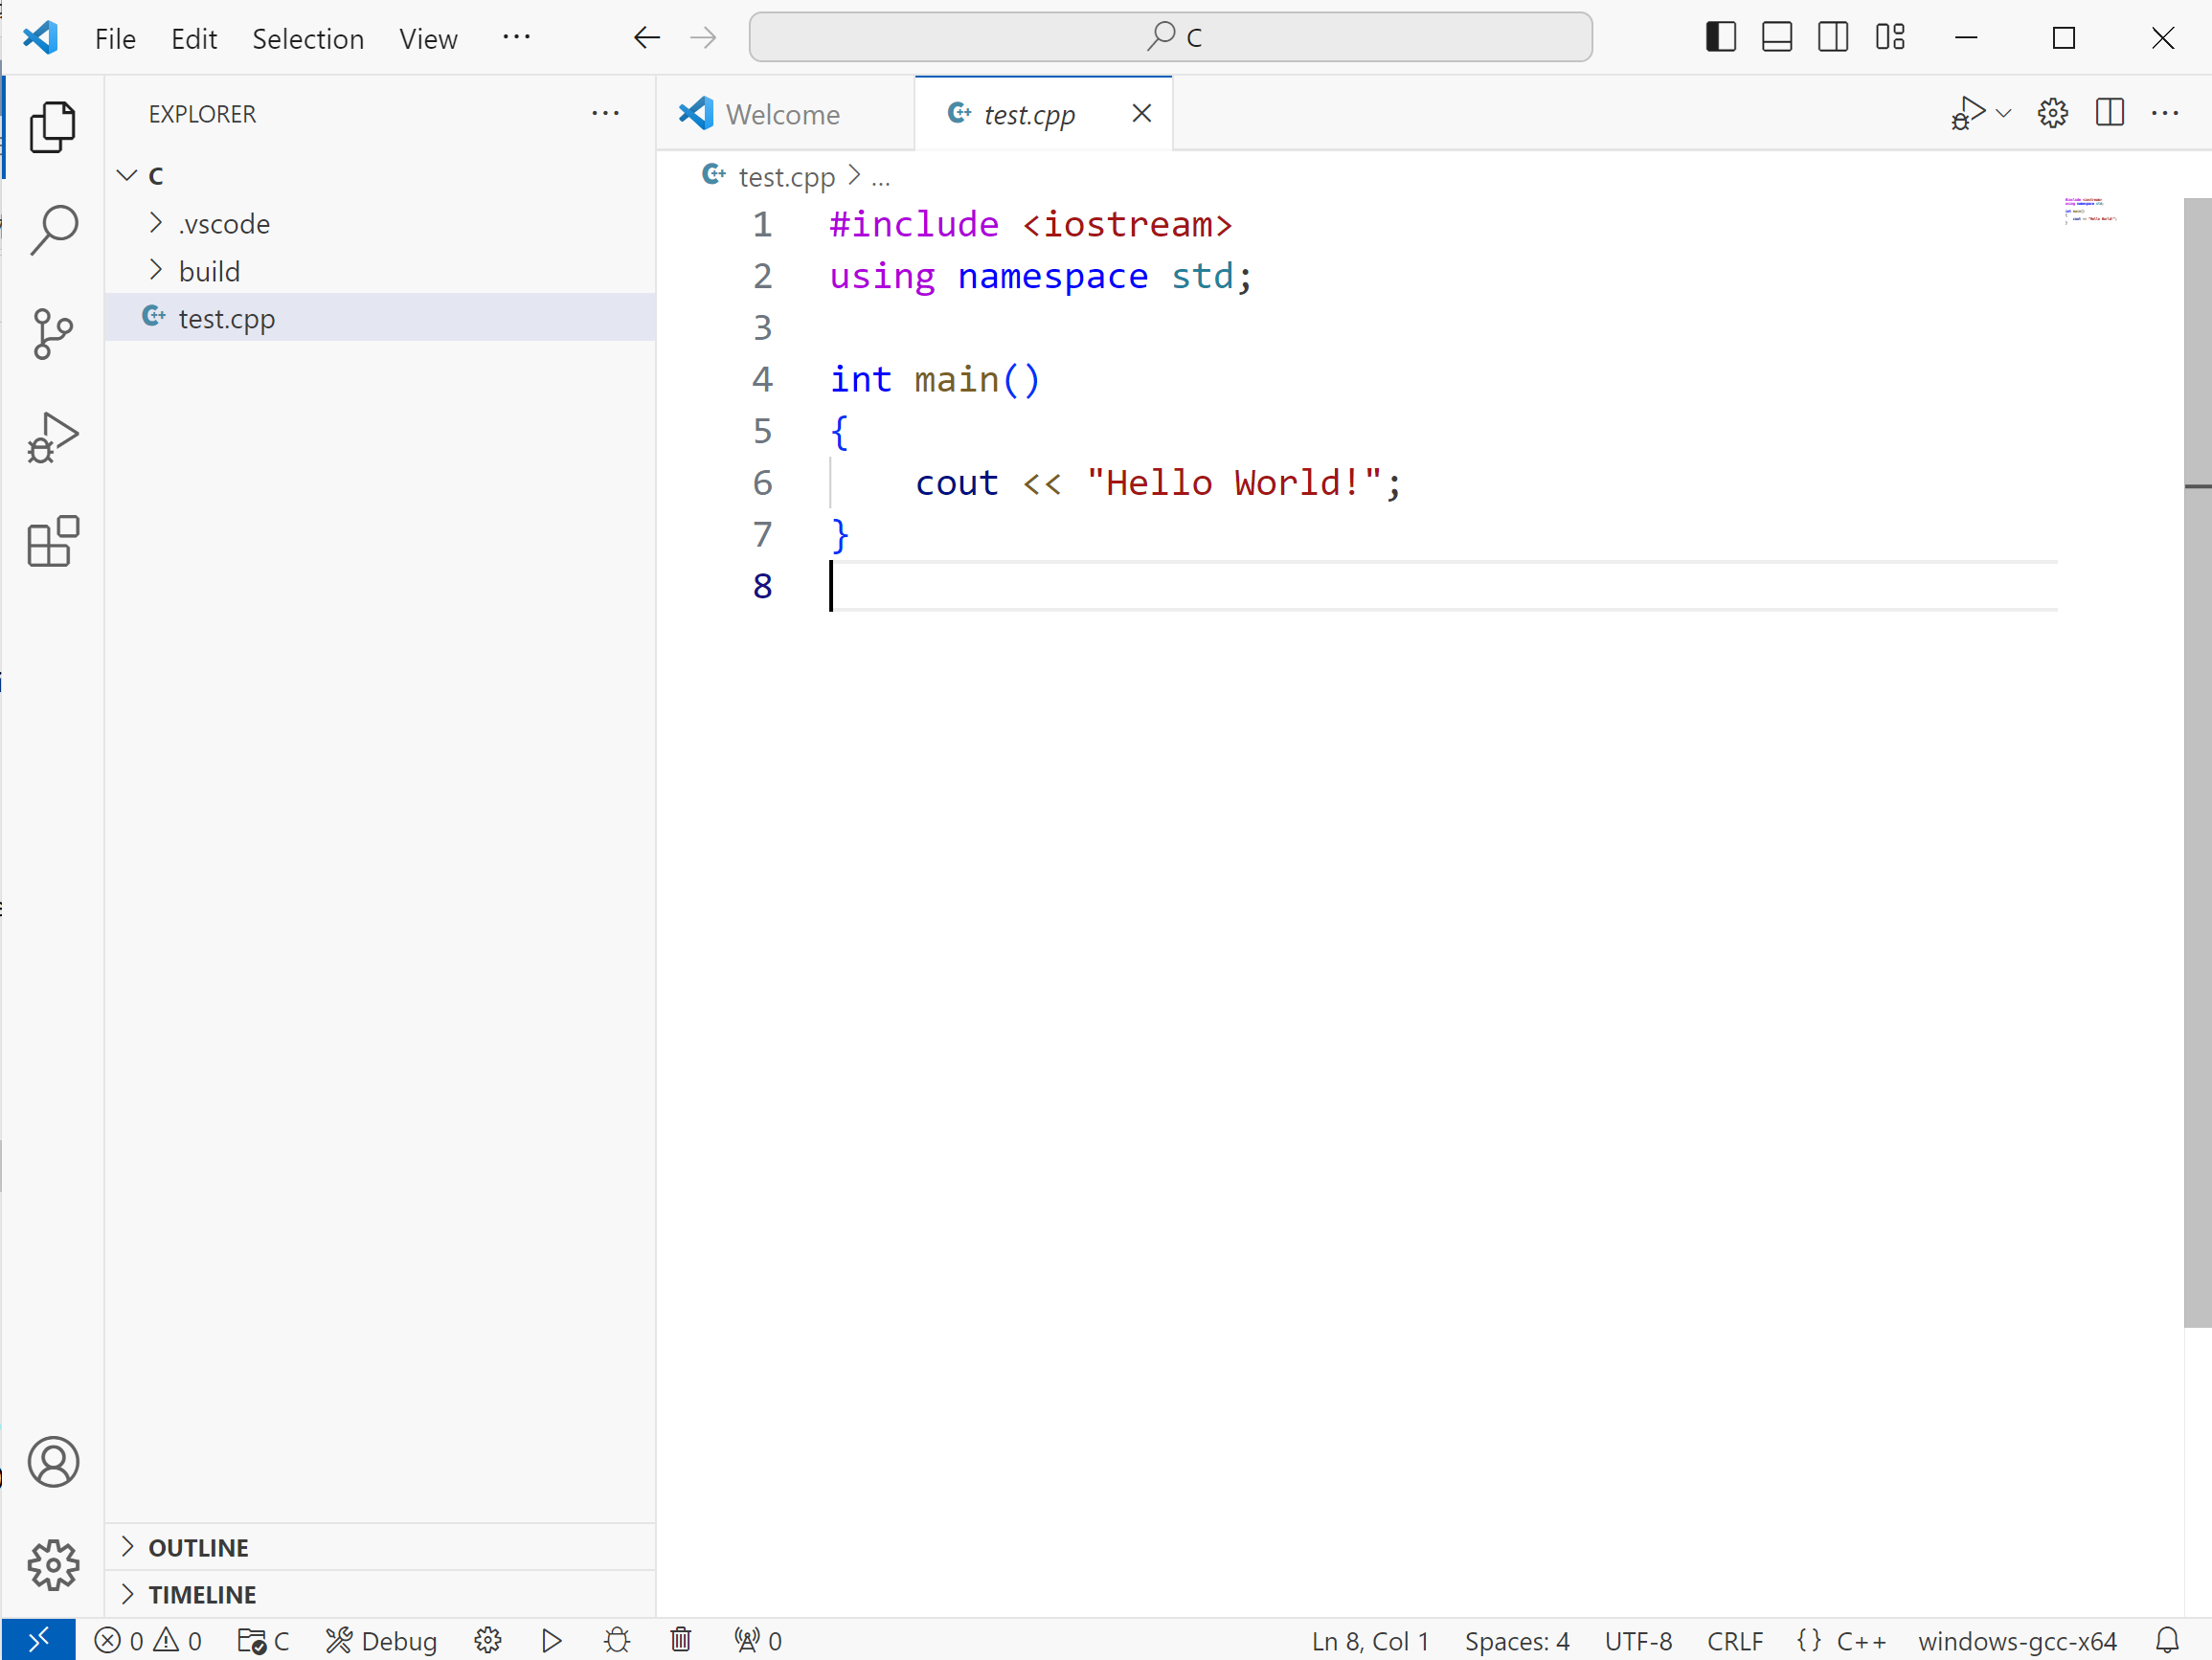 File Edit Selection View ... C
EXPLORER ...
C
.vscode
build
test.cpp
OUTLINE
TIMELINE
Welcome test.cpp
test.cpp > ...
1 #include <iostream>
2 using namespace std;
3
4 int main()
5 {
6 cout << "Hello World!";
7 }
8
0 0 C Debug 0 Ln 8, Col 1 Spaces: 4 UTF-8 CRLF {} C++ windows-gcc-x64